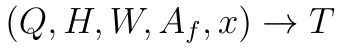 (Q, H, W, A_f, x) → T